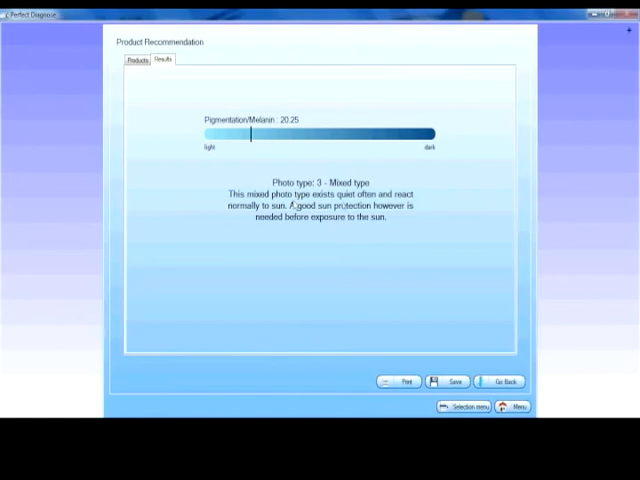 Perfect Diagnose
Product Recommendation
Products
Results
Pigmentation/Melanin : 20.25
light
dark
Photo type: 3 - Mixed type
This mixed photo type exists quiet often and react
normally to sun. A good sun protection however is
needed before exposure to the sun.
Print
Save
Go Back
Selection menu
Menu